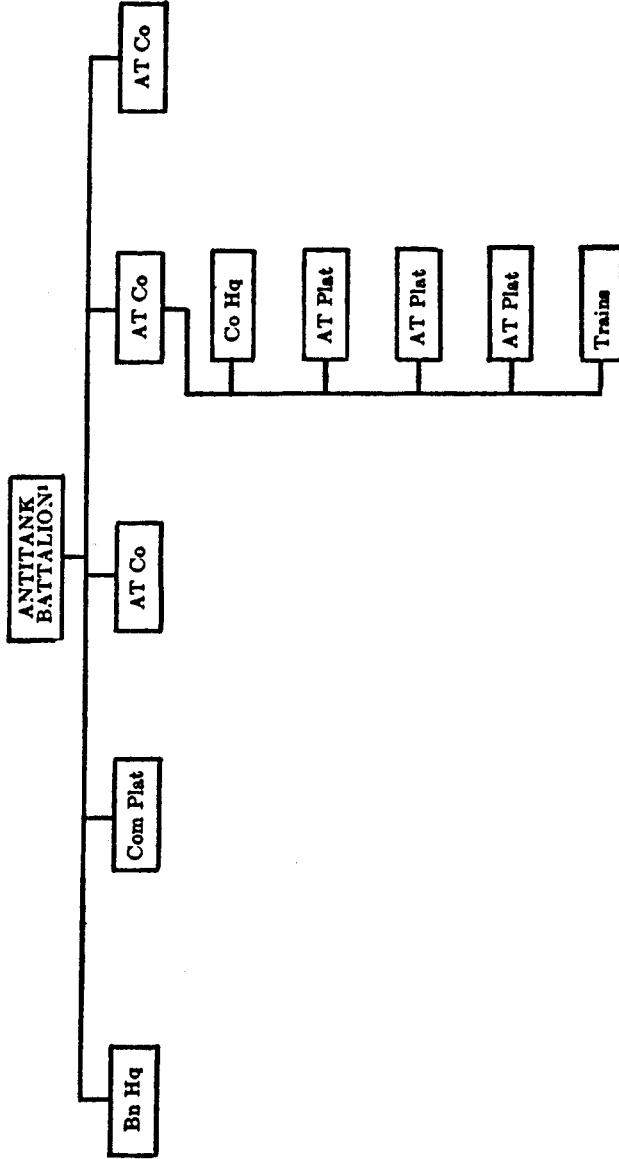 ANTITANK
BATTALION¹
Bn Hq
Com Plat
AT Co
AT Co
AT Co
Co Hq
AT Plat
AT Plat
AT Plat
Trains